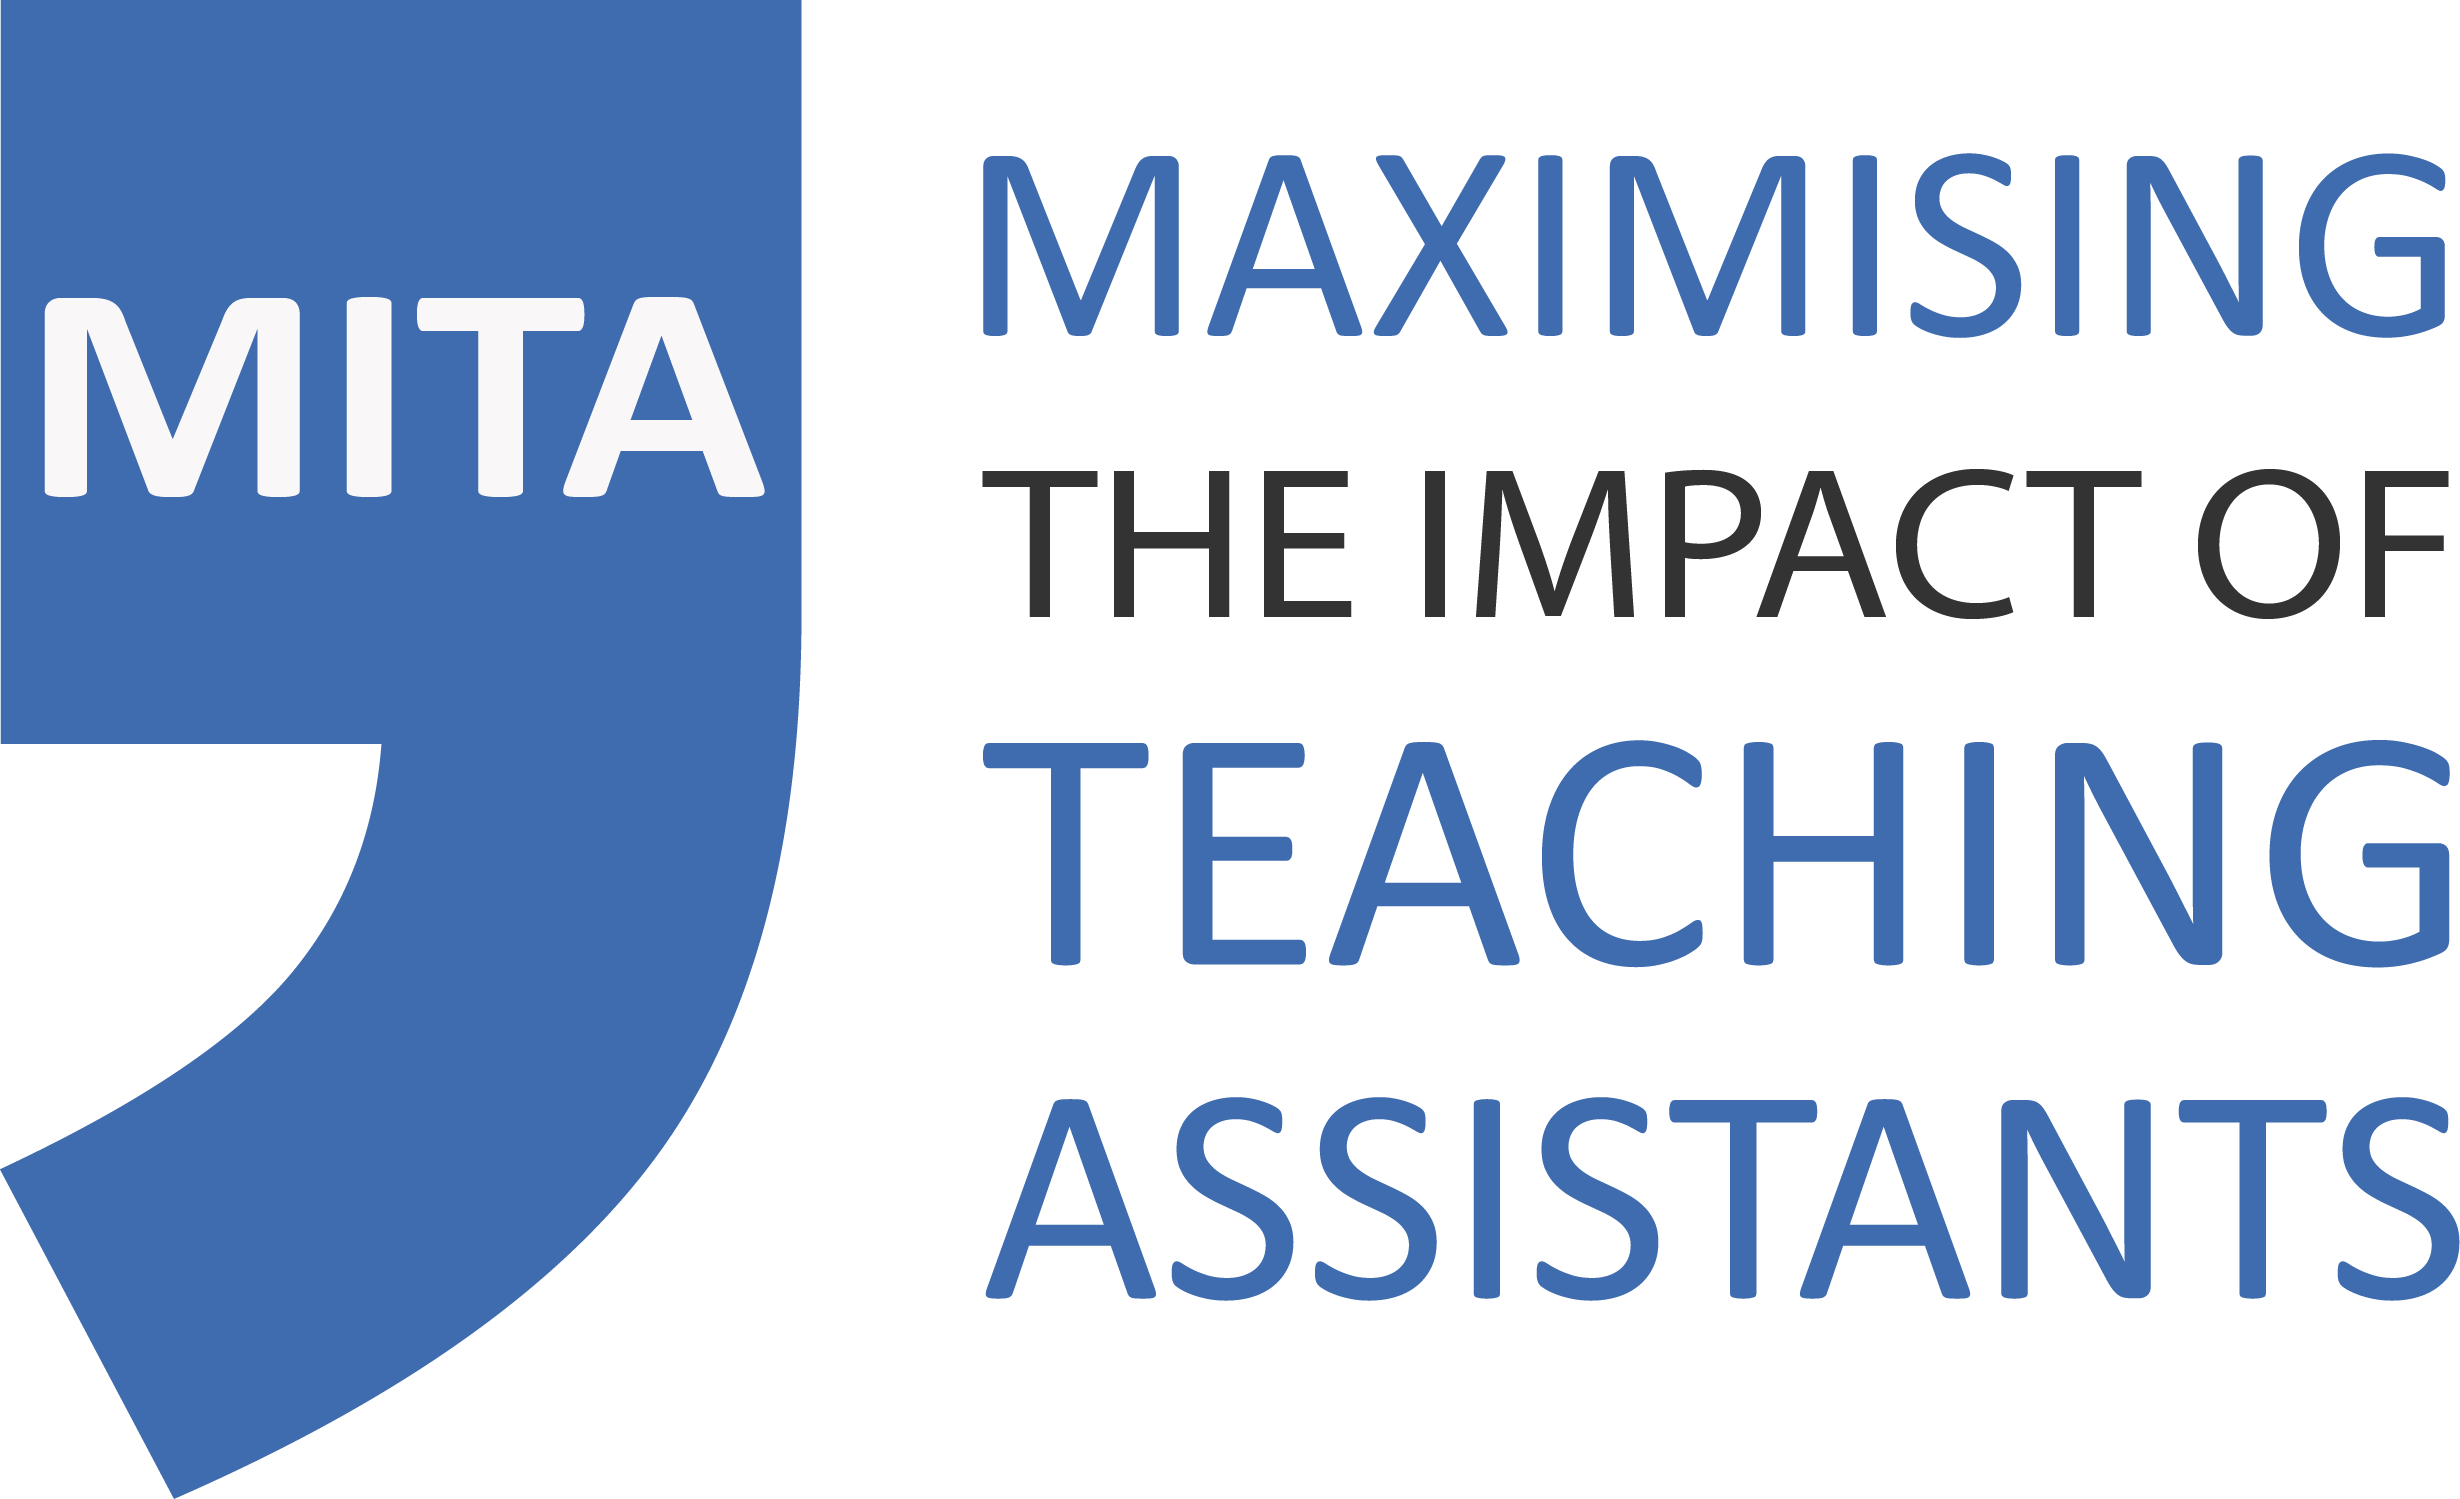 MITA
MAXIMISING
THE IMPACT OF
TEACHING
ASSISTANTS